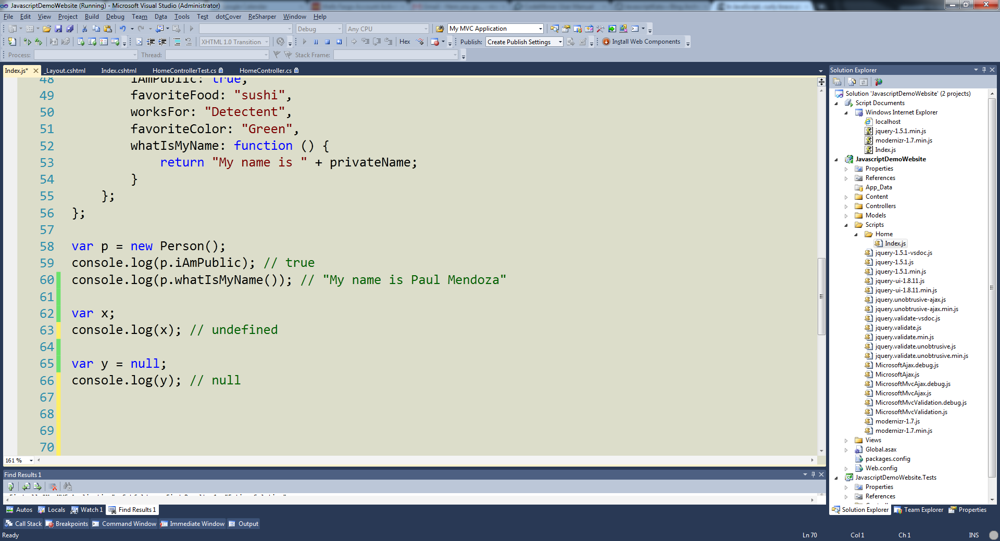 JavascriptDemoWebsite (Running) - Microsoft Visual Studio (Administrator)
File Edit View Project Build Debug Team Data Tools Test dotCover ReSharper Window Help
Debug Any CPU My MVC Application
XHTML 1.0 Transition Hex Publish: Create Publish Settings Install Web Components
Process: Thread: Stack Frame:
Index.js* _Layout.cshtml Index.cshtml HomeControllerTest.cs HomeController.cs
48 iAmPublic: true,
49 favoriteFood: "sushi",
50 worksFor: "Detectent",
51 favoriteColor: "Green",
52 whatIsMyName: function () {
53 return "My name is " + privateName;
54 }
55 };
56 };
57
58 var p = new Person();
59 console.log(p.iAmPublic); // true
60 console.log(p.whatIsMyName()); // "My name is Paul Mendoza"
61
62 var x;
63 console.log(x); // undefined
64
65 var y = null;
66 console.log(y); // null
67
68
69
70
161 %
Find Results 1
Autos Locals Watch 1 Find Results 1
Call Stack Breakpoints Command Window Immediate Window Output
Ready Ln 70 Col 1 Ch 1 INS
Solution Explorer
Solution 'JavascriptDemoWebsite' (2 projects)
Script Documents
Windows Internet Explorer
localhost
jquery-1.5.1.min.js
modernizr-1.7.min.js
Index.js
JavascriptDemoWebsite
Properties
References
App_Data
Content
Controllers
Models
Scripts
Home
Index.js
jquery-1.5.1-vsdoc.js
jquery-1.5.1.js
jquery-1.5.1.min.js
jquery-ui-1.8.11.js
jquery-ui-1.8.11.min.js
jquery.unobtrusive-ajax.js
jquery.unobtrusive-ajax.min.js
jquery.validate-vsdoc.js
jquery.validate.js
jquery.validate.min.js
jquery.validate.unobtrusive.js
jquery.validate.unobtrusive.min.js
MicrosoftAjax.debug.js
MicrosoftAjax.js
MicrosoftMvcAjax.debug.js
MicrosoftMvcAjax.js
MicrosoftMvcValidation.debug.js
MicrosoftMvcValidation.js
modernizr-1.7.js
modernizr-1.7.min.js
Views
Global.asax
packages.config
Web.config
JavascriptDemoWebsite.Tests
Properties
References
Solution Explorer Team Explorer Properties